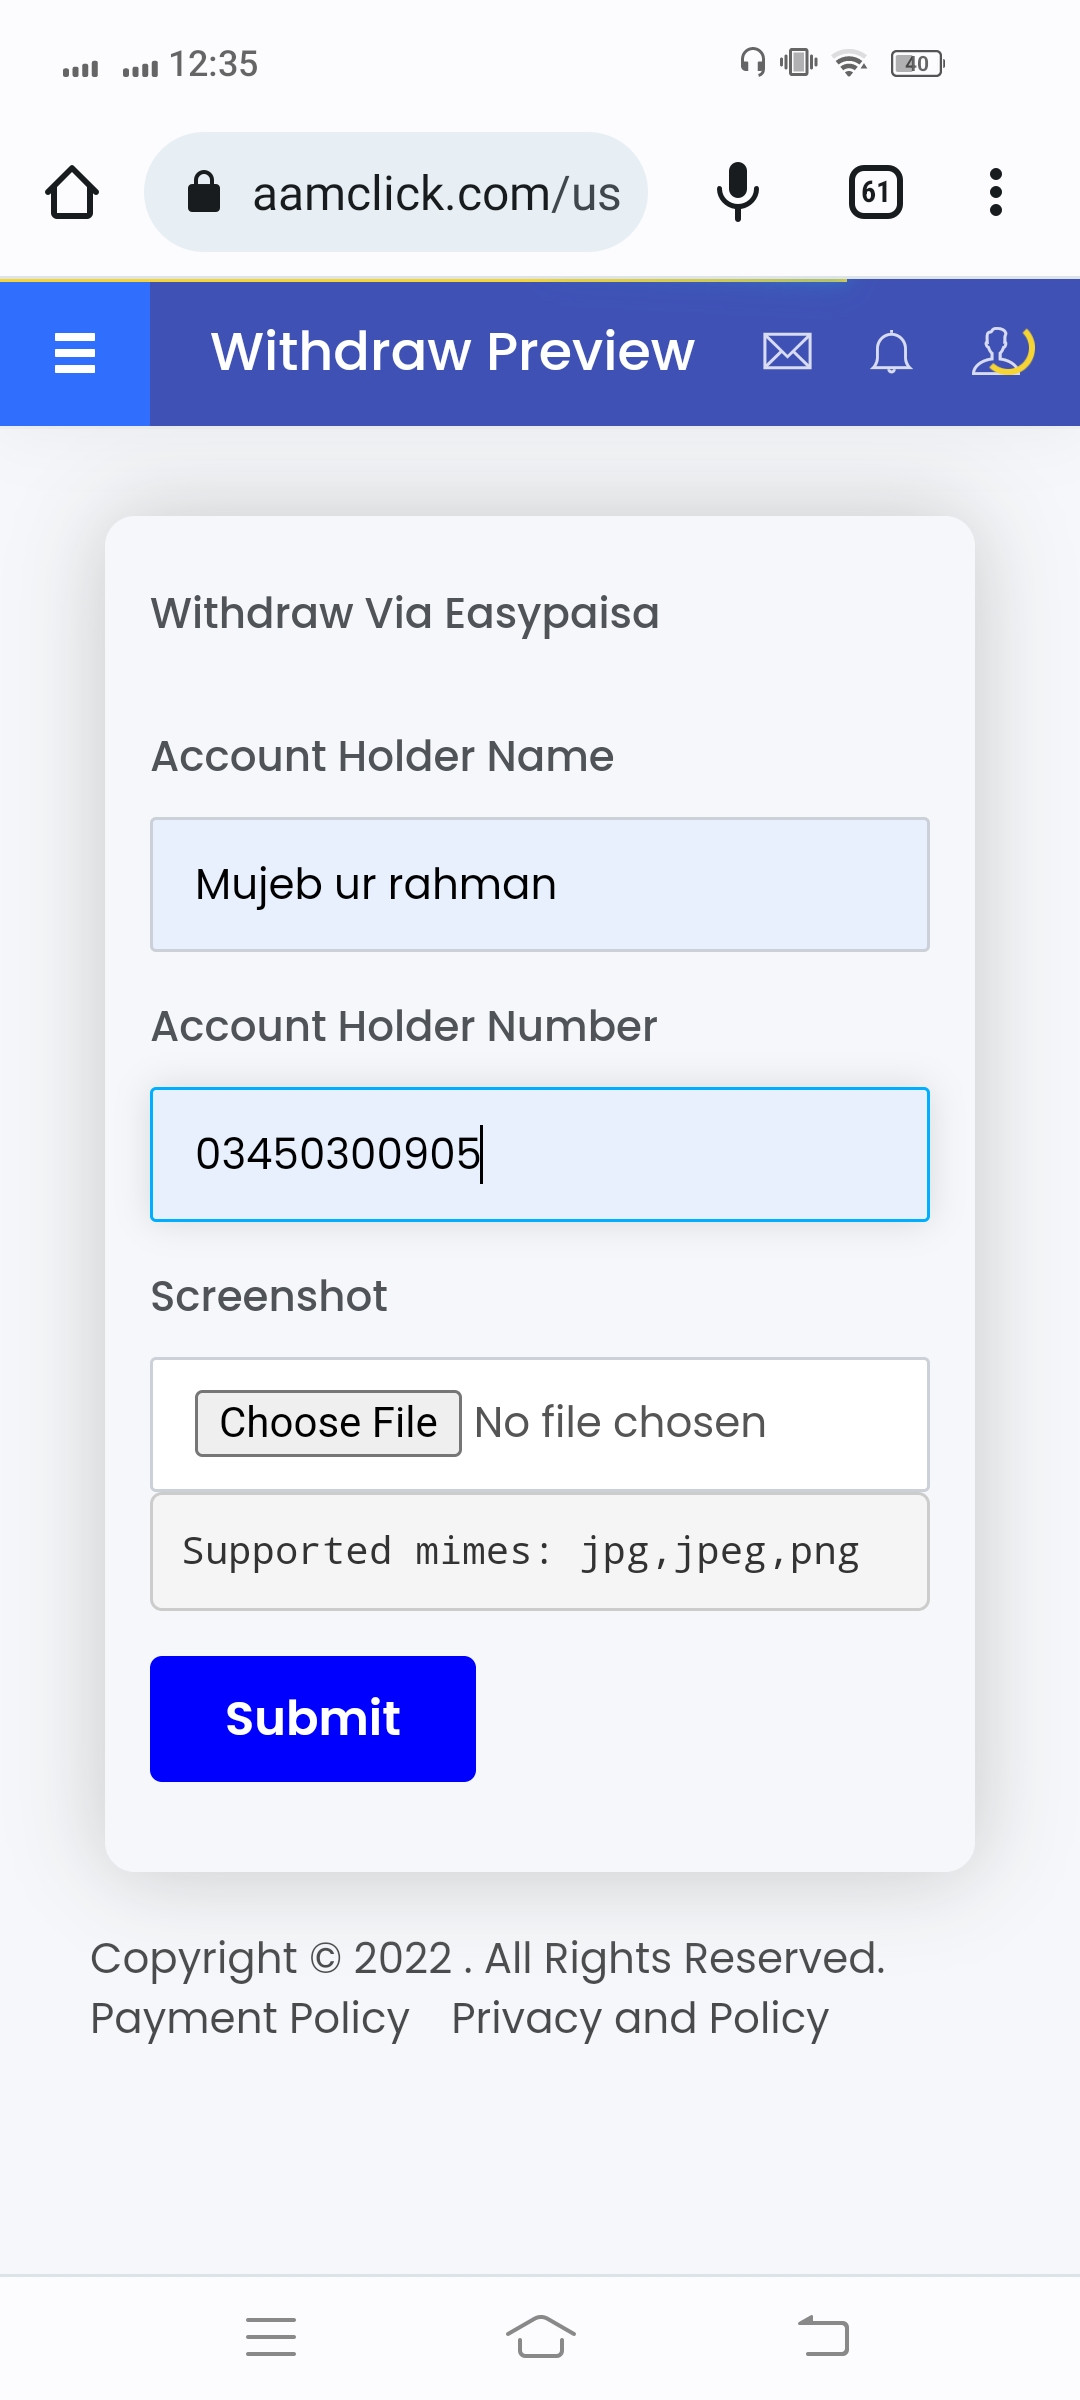 12:35
40
aamclick.com/us
61
Withdraw Preview
Withdraw Via Easypaisa
Account Holder Name
Mujeb ur rahman
Account Holder Number
03450300905
Screenshot
Choose File No file chosen
Supported mimes: jpg,jpeg,png
Submit
Copyright © 2022 . All Rights Reserved.
Payment Policy Privacy and Policy